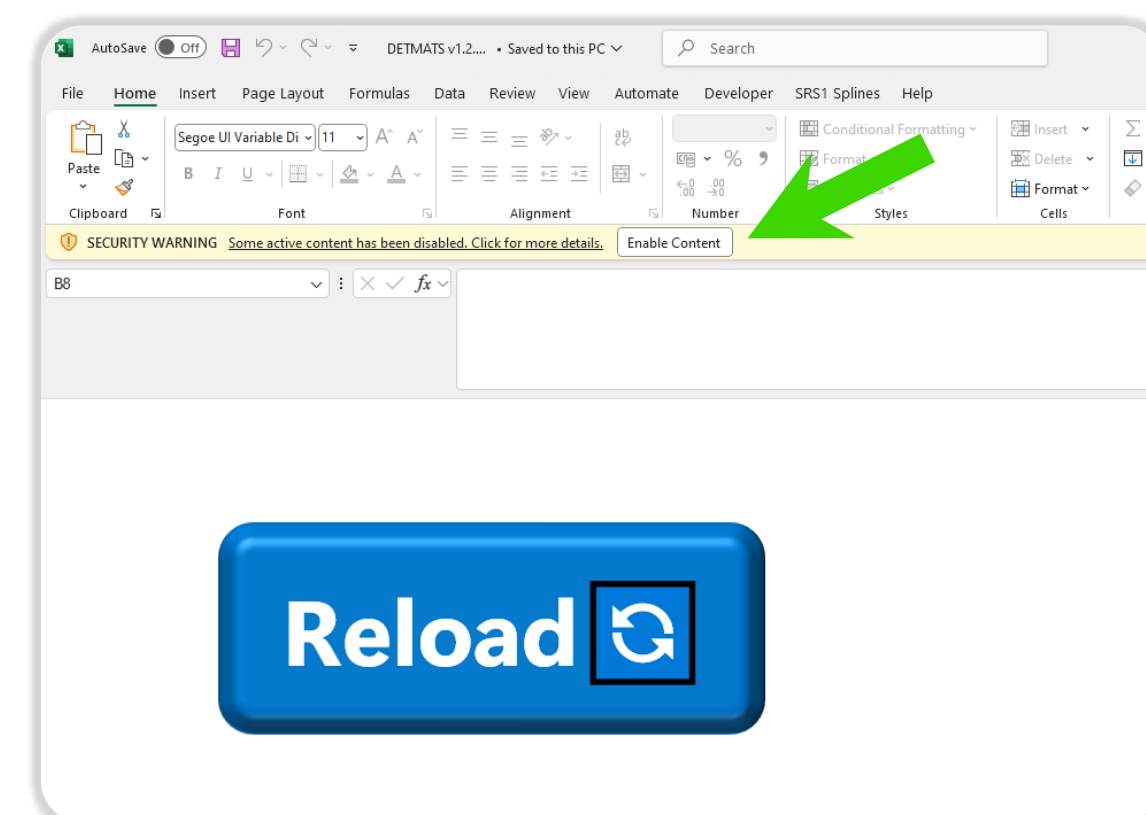 AutoSave Off DETMATS v1.2.... • Saved to this PC Search
File Home Insert Page Layout Formulas Data Review View Automate Developer SRS1 Splines Help
Segoe UI Variable Di 11 A^ A˅ ab Conditional Formatting Insert Σ
Paste % 9 Format Delete
B I U A Format
Clipboard Font Alignment Number Styles Cells
SECURITY WARNING Some active content has been disabled. Click for more details. Enable Content
B8 : fx
Reload